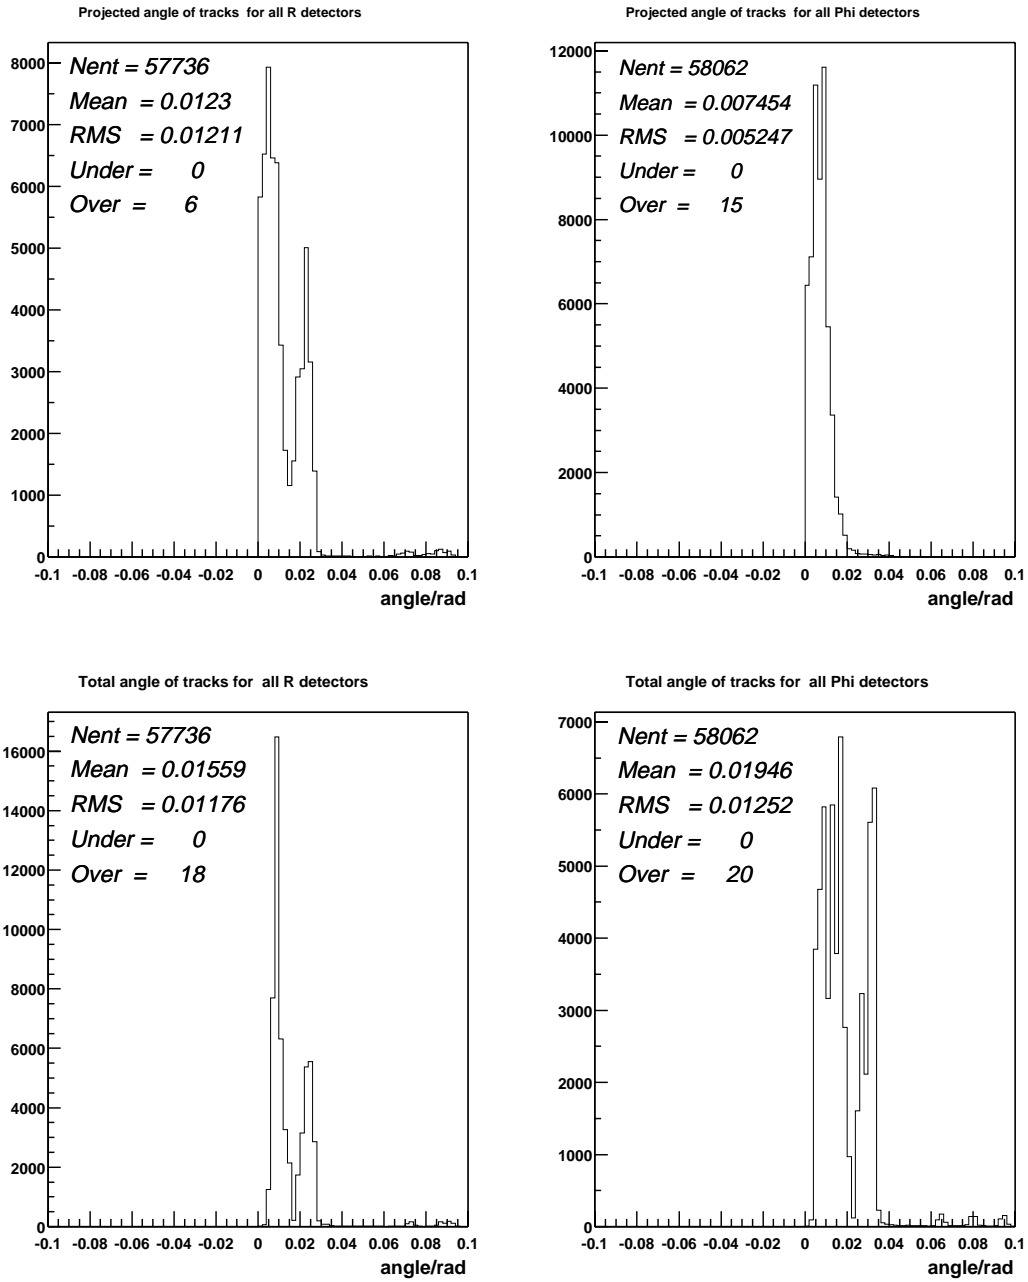 Projected angle of tracks for all R detectors
Nent = 57736
Mean = 0.0123
RMS = 0.01211
Under = 0
Over = 6
8000
7000
6000
5000
4000
3000
2000
1000
0
-0.1 -0.08 -0.06 -0.04 -0.02 0 0.02 0.04 0.06 0.08 0.1
angle/rad
Projected angle of tracks for all Phi detectors
Nent = 58062
Mean = 0.007454
RMS = 0.005247
Under = 0
Over = 15
12000
10000
8000
6000
4000
2000
0
-0.1 -0.08 -0.06 -0.04 -0.02 0 0.02 0.04 0.06 0.08 0.1
angle/rad
Total angle of tracks for all R detectors
Nent = 57736
Mean = 0.01559
RMS = 0.01176
Under = 0
Over = 18
16000
14000
12000
10000
8000
6000
4000
2000
0
-0.1 -0.08 -0.06 -0.04 -0.02 0 0.02 0.04 0.06 0.08 0.1
angle/rad
Total angle of tracks for all Phi detectors
Nent = 58062
Mean = 0.01946
RMS = 0.01252
Under = 0
Over = 20
7000
6000
5000
4000
3000
2000
1000
0
-0.1 -0.08 -0.06 -0.04 -0.02 0 0.02 0.04 0.06 0.08 0.1
angle/rad